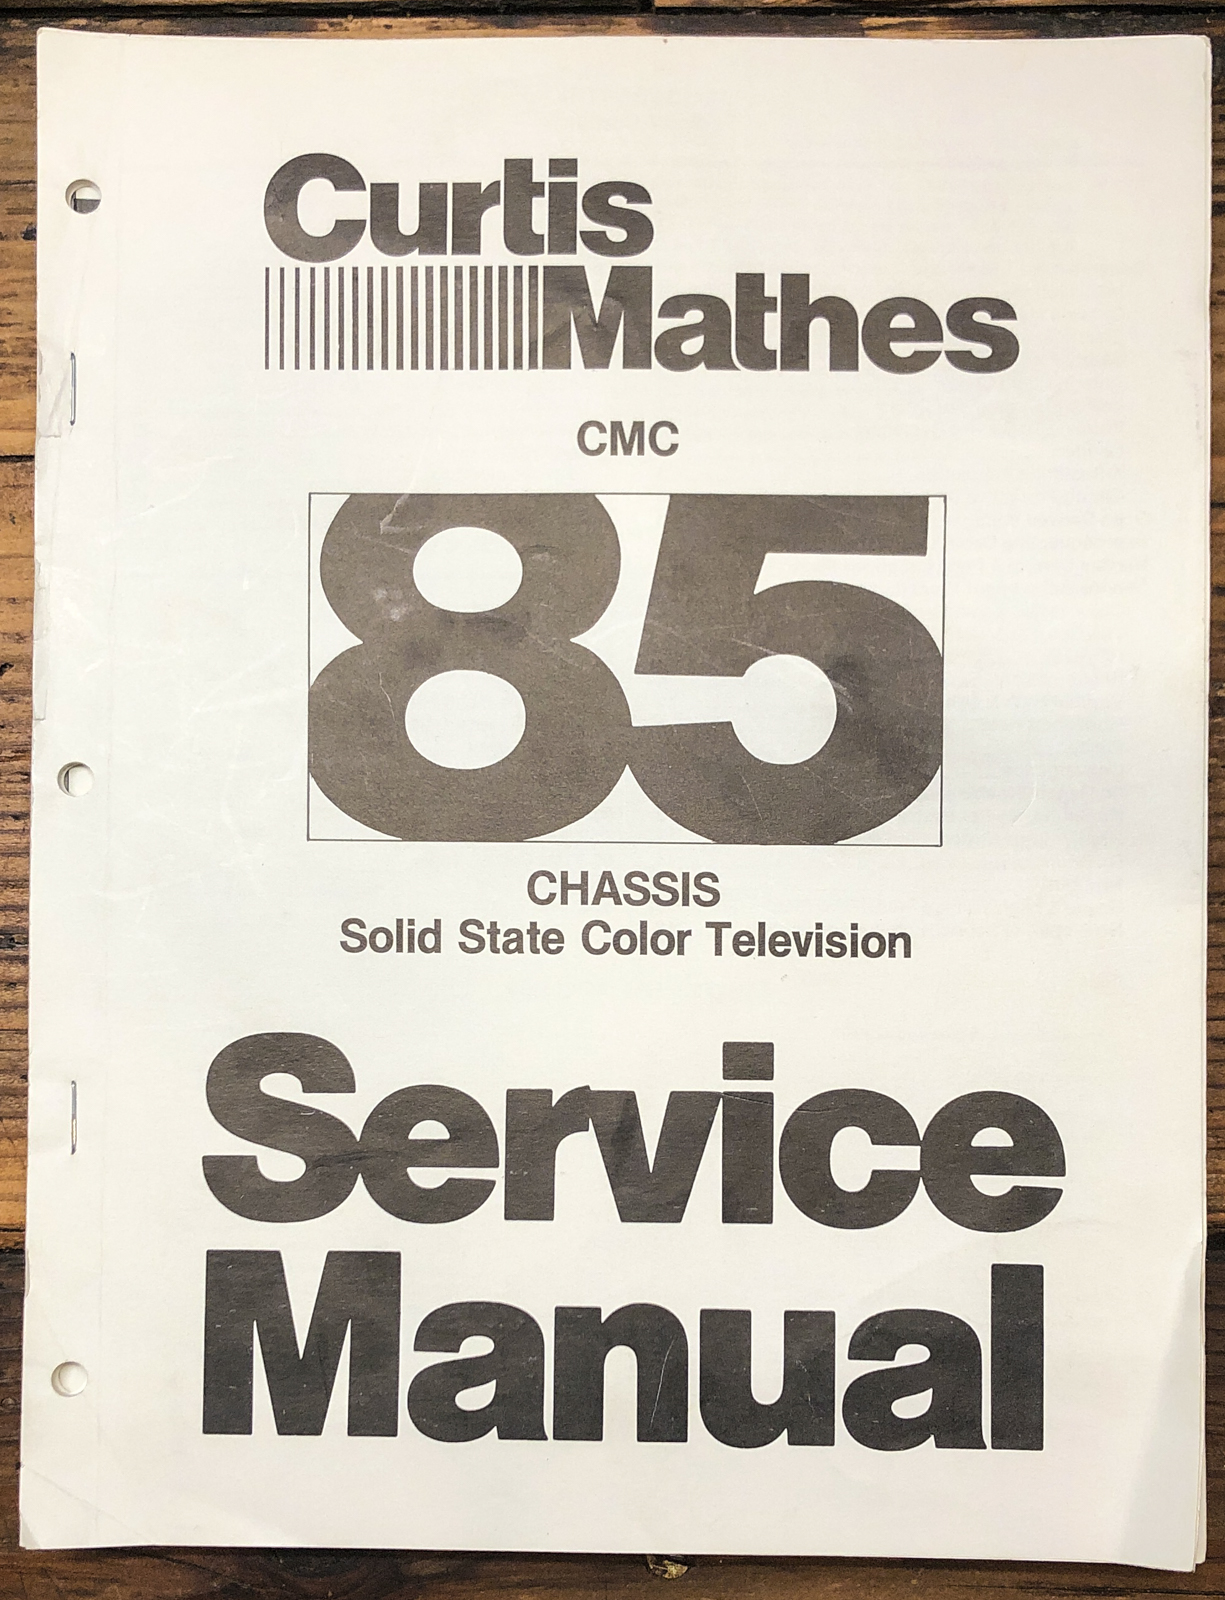 Curtis
Mathes
CMC
85
CHASSIS
Solid State Color Television
Service
Manual